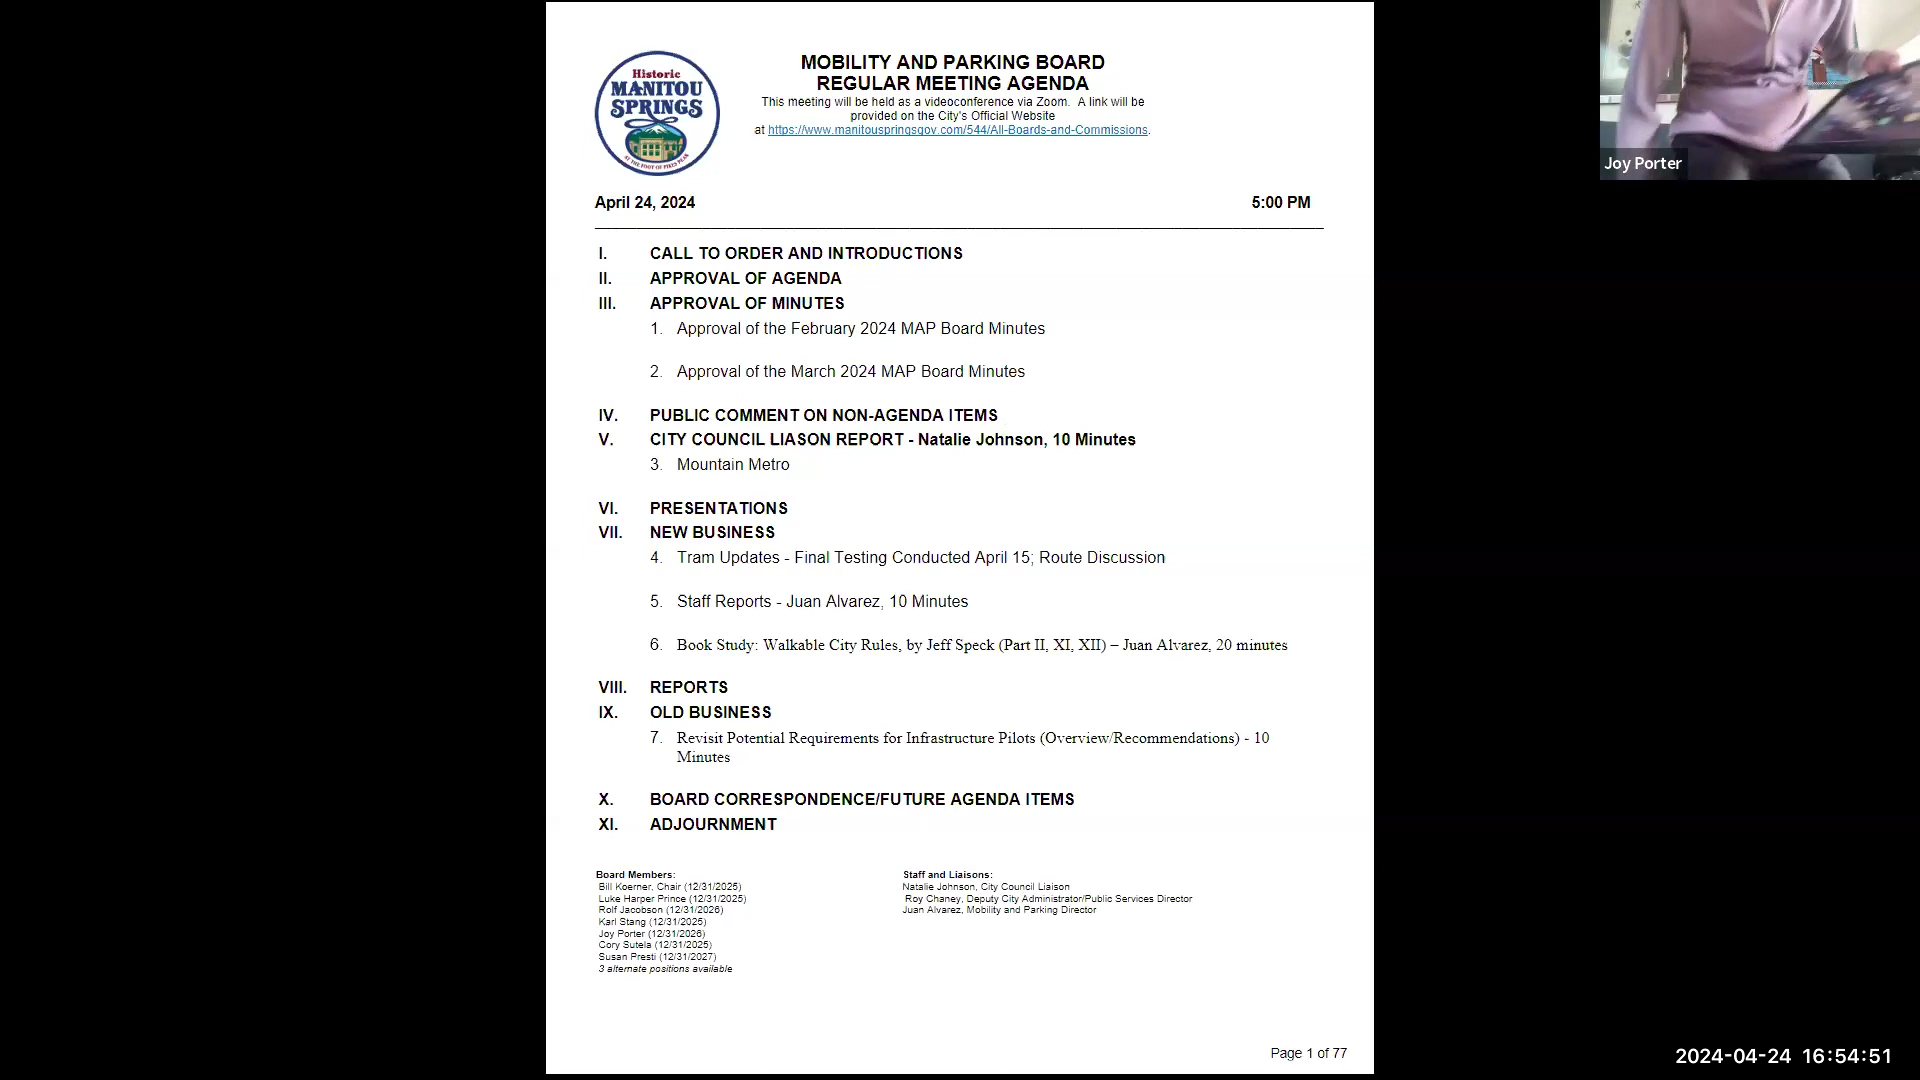 Historic
MANITOU
SPRINGS
AT THE FOOT OF PIKES PEAK
MOBILITY AND PARKING BOARD
REGULAR MEETING AGENDA
This meeting will be held as a videoconference via Zoom. A link will be
provided on the City's Official Website
at https://www.manitouspringsgov.com/544/All-Boards-and-Commissions.
Joy Porter
April 24, 2024 5:00 PM
I. CALL TO ORDER AND INTRODUCTIONS
II. APPROVAL OF AGENDA
III. APPROVAL OF MINUTES
1. Approval of the February 2024 MAP Board Minutes
2. Approval of the March 2024 MAP Board Minutes
IV. PUBLIC COMMENT ON NON-AGENDA ITEMS
V. CITY COUNCIL LIASON REPORT - Natalie Johnson, 10 Minutes
3. Mountain Metro
VI. PRESENTATIONS
VII. NEW BUSINESS
4. Tram Updates - Final Testing Conducted April 15; Route Discussion
5. Staff Reports - Juan Alvarez, 10 Minutes
6. Book Study: Walkable City Rules, by Jeff Speck (Part II, XI, XII) – Juan Alvarez, 20 minutes
VIII. REPORTS
IX. OLD BUSINESS
7. Revisit Potential Requirements for Infrastructure Pilots (Overview/Recommendations) - 10
Minutes
X. BOARD CORRESPONDENCE/FUTURE AGENDA ITEMS
XI. ADJOURNMENT
Board Members:
Bill Koerner, Chair (12/31/2025)
Luke Harper Prince (12/31/2025)
Rolf Jacobson (12/31/2026)
Karl Stang (12/31/2025)
Joy Porter (12/31/2026)
Cory Sutela (12/31/2025)
Susan Presti (12/31/2027)
3 alternate positions available
Staff and Liaisons:
Natalie Johnson, City Council Liaison
Roy Chaney, Deputy City Administrator/Public Services Director
Juan Alvarez, Mobility and Parking Director
Page 1 of 77
2024-04-24 16:54:51